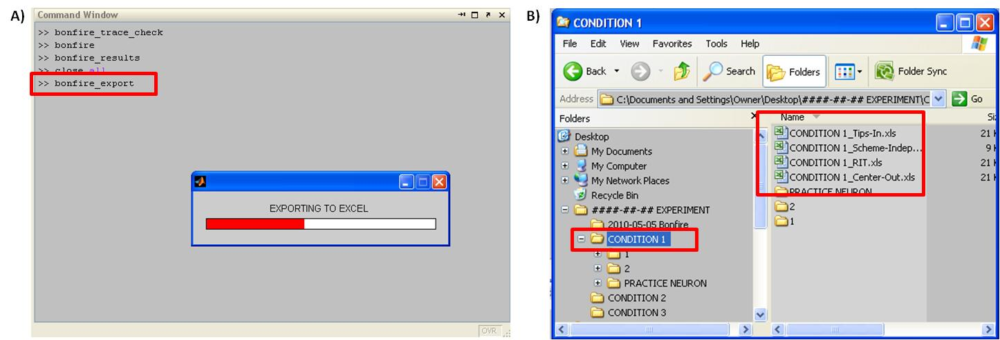 A)
Command Window
>> bonfire_trace_check
>> bonfire
>> bonfire_results
>> close all
>> bonfire_export
EXPORTING TO EXCEL
OVR
B)
CONDITION 1
File Edit View Favorites Tools Help
Back Search Folders Folder Sync
Address C:\Documents and Settings\Owner\Desktop\####-##-## EXPERIMENT\C Go
Folders
Desktop
My Documents
My Computer
My Network Places
Recycle Bin
####-##-## EXPERIMENT
2010-05-05 Bonfire
CONDITION 1
1
2
PRACTICE NEURON
CONDITION 2
CONDITION 3
Name Si
CONDITION 1_Tips-In.xls 21 K
CONDITION 1_Scheme-Indep... 9 K
CONDITION 1_RIT.xls 21 K
CONDITION 1_Center-Out.xls 21 K
PRACTICE NEURON
2
1